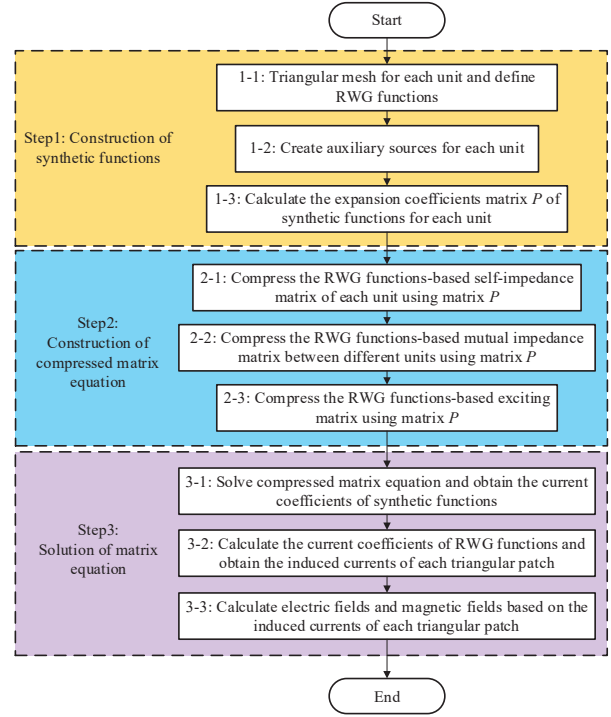 Start
Step1: Construction of
synthetic functions
1-1: Triangular mesh for each unit and define
RWG functions
1-2: Create auxiliary sources for each unit
1-3: Calculate the expansion coefficients matrix P of
synthetic functions for each unit
Step2:
Construction of
compressed matrix
equation
2-1: Compress the RWG functions-based self-impedance
matrix of each unit using matrix P
2-2: Compress the RWG functions-based mutual impedance
matrix between different units using matrix P
2-3: Compress the RWG functions-based exciting
matrix using matrix P
Step3:
Solution of matrix
equation
3-1: Solve compressed matrix equation and obtain the current
coefficients of synthetic functions
3-2: Calculate the current coefficients of RWG functions and
obtain the induced currents of each triangular patch
3-3: Calculate electric fields and magnetic fields based on the
induced currents of each triangular patch
End